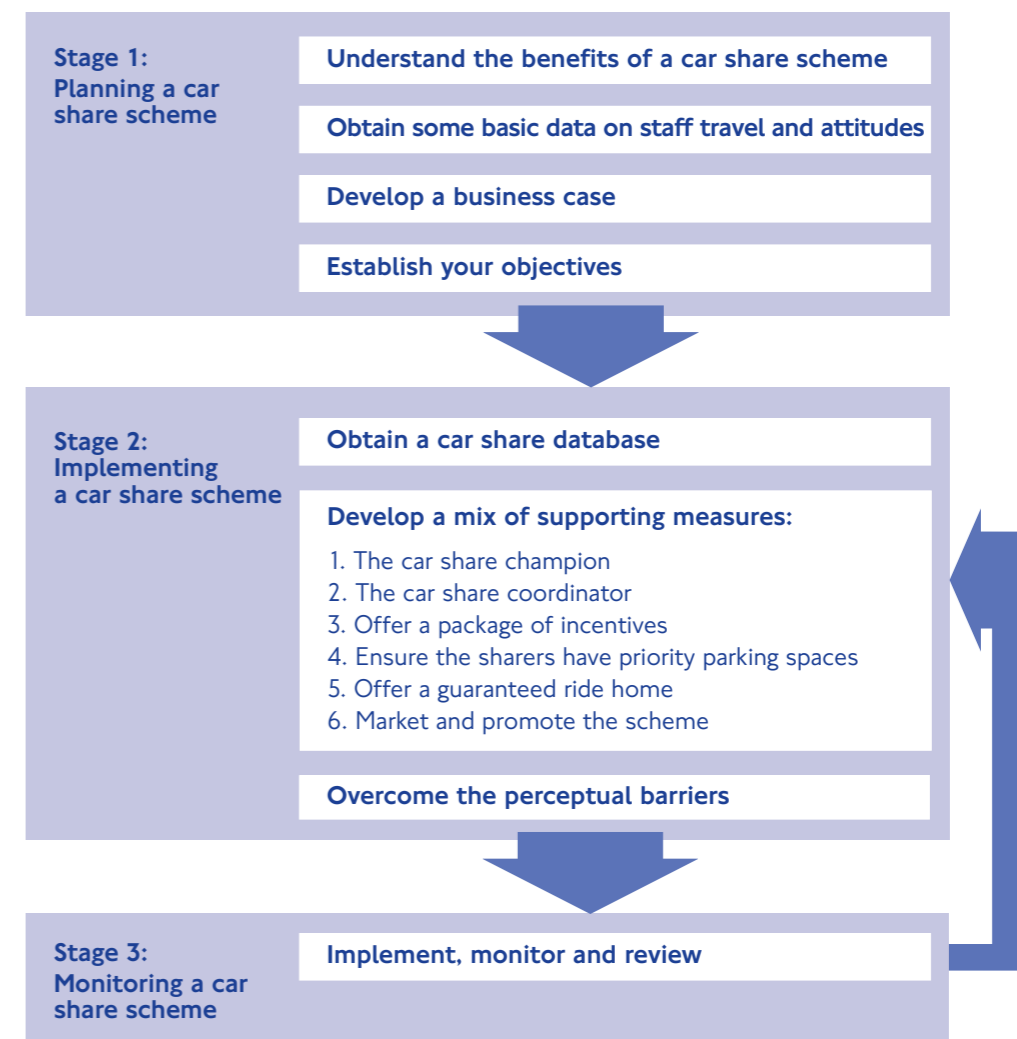 Stage 1:
Planning a car
share scheme
Understand the benefits of a car share scheme
Obtain some basic data on staff travel and attitudes
Develop a business case
Establish your objectives
Stage 2:
Implementing
a car share scheme
Obtain a car share database
Develop a mix of supporting measures:
1. The car share champion
2. The car share coordinator
3. Offer a package of incentives
4. Ensure the sharers have priority parking spaces
5. Offer a guaranteed ride home
6. Market and promote the scheme
Overcome the perceptual barriers
Stage 3:
Monitoring a car
share scheme
Implement, monitor and review